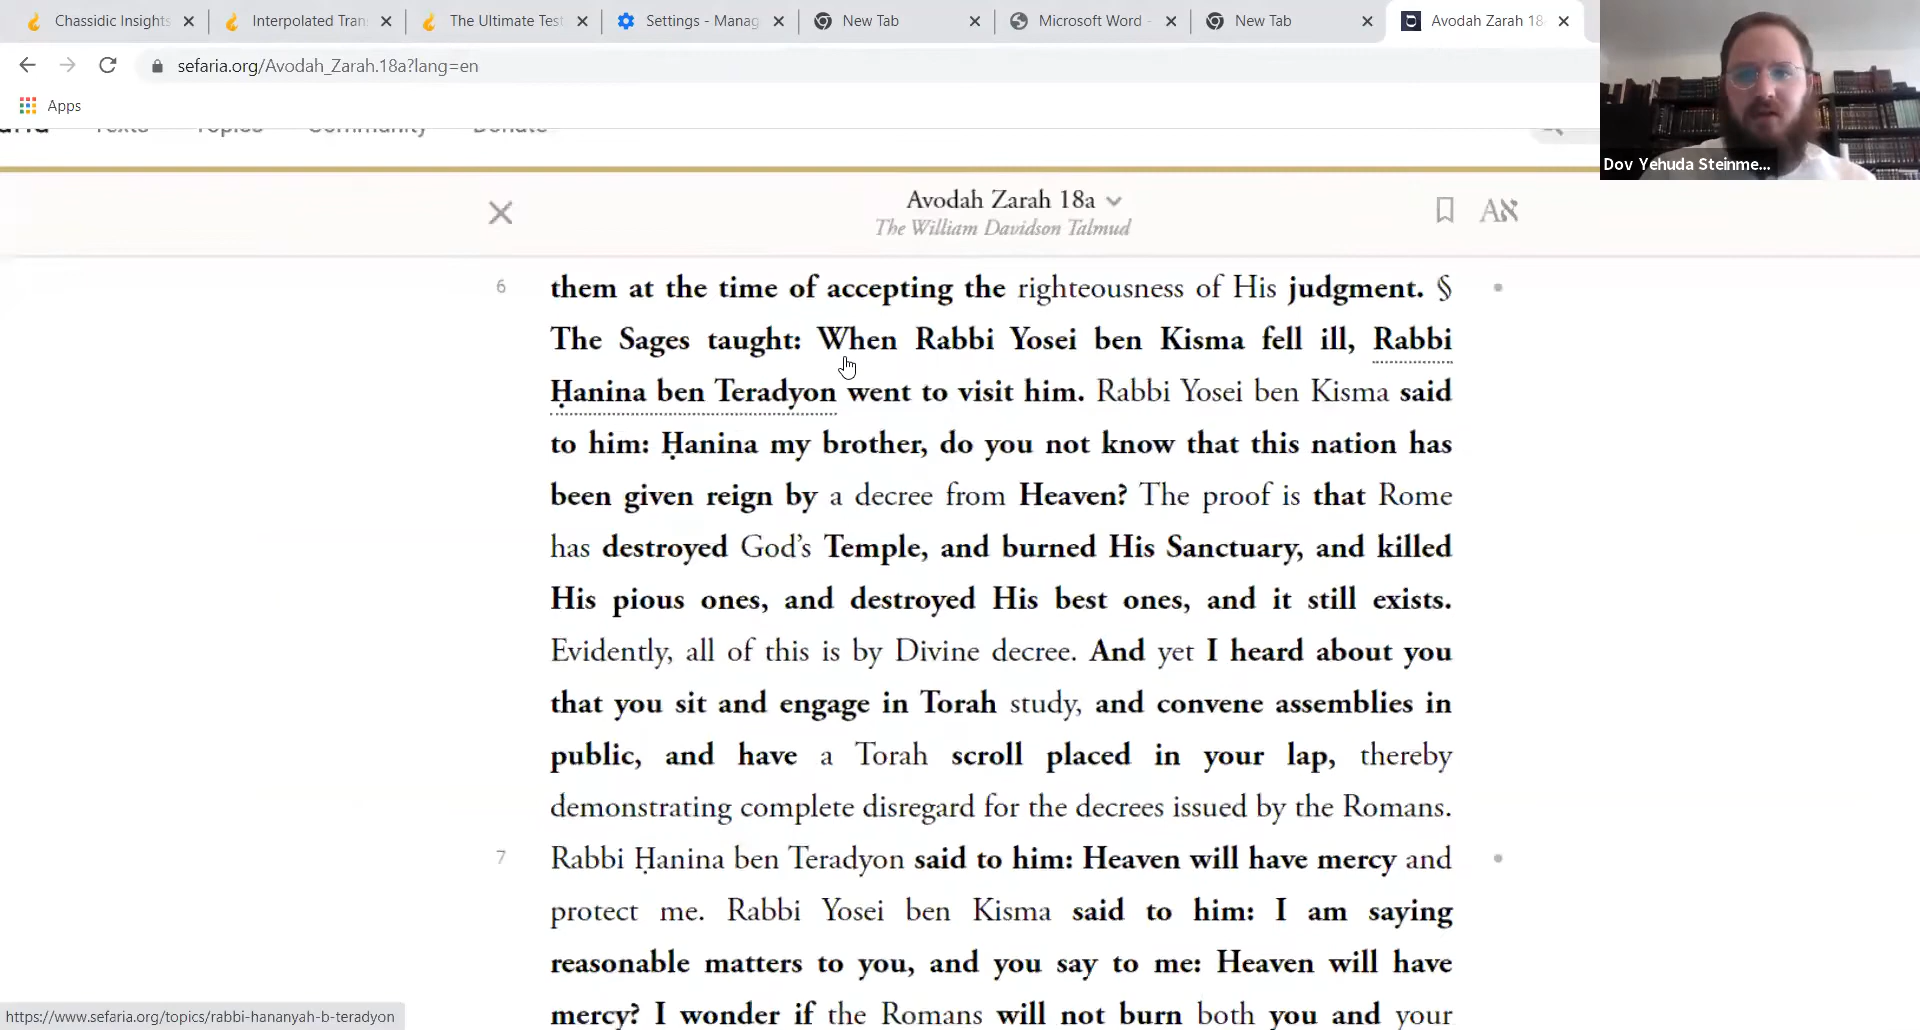 Chassidic Insights
Interpolated Tran
The Ultimate Test
Settings - Manag
New Tab
Microsoft Word -
New Tab
Avodah Zarah 18
sefaria.org/Avodah_Zarah.18a?lang=en
Apps
Texts Topics Community Donate
Dov Yehuda Steinme...
Avodah Zarah 18a
The William Davidson Talmud
Aא
6 them at the time of accepting the righteousness of His judgment. §
The Sages taught: When Rabbi Yosei ben Kisma fell ill, Rabbi
Ḥanina ben Teradyon went to visit him. Rabbi Yosei ben Kisma said
to him: Ḥanina my brother, do you not know that this nation has
been given reign by a decree from Heaven? The proof is that Rome
has destroyed God’s Temple, and burned His Sanctuary, and killed
His pious ones, and destroyed His best ones, and it still exists.
Evidently, all of this is by Divine decree. And yet I heard about you
that you sit and engage in Torah study, and convene assemblies in
public, and have a Torah scroll placed in your lap, thereby
demonstrating complete disregard for the decrees issued by the Romans.
7 Rabbi Ḥanina ben Teradyon said to him: Heaven will have mercy and
protect me. Rabbi Yosei ben Kisma said to him: I am saying
reasonable matters to you, and you say to me: Heaven will have
mercy? I wonder if the Romans will not burn both you and your
https://www.sefaria.org/topics/rabbi-hananyah-b-teradyon